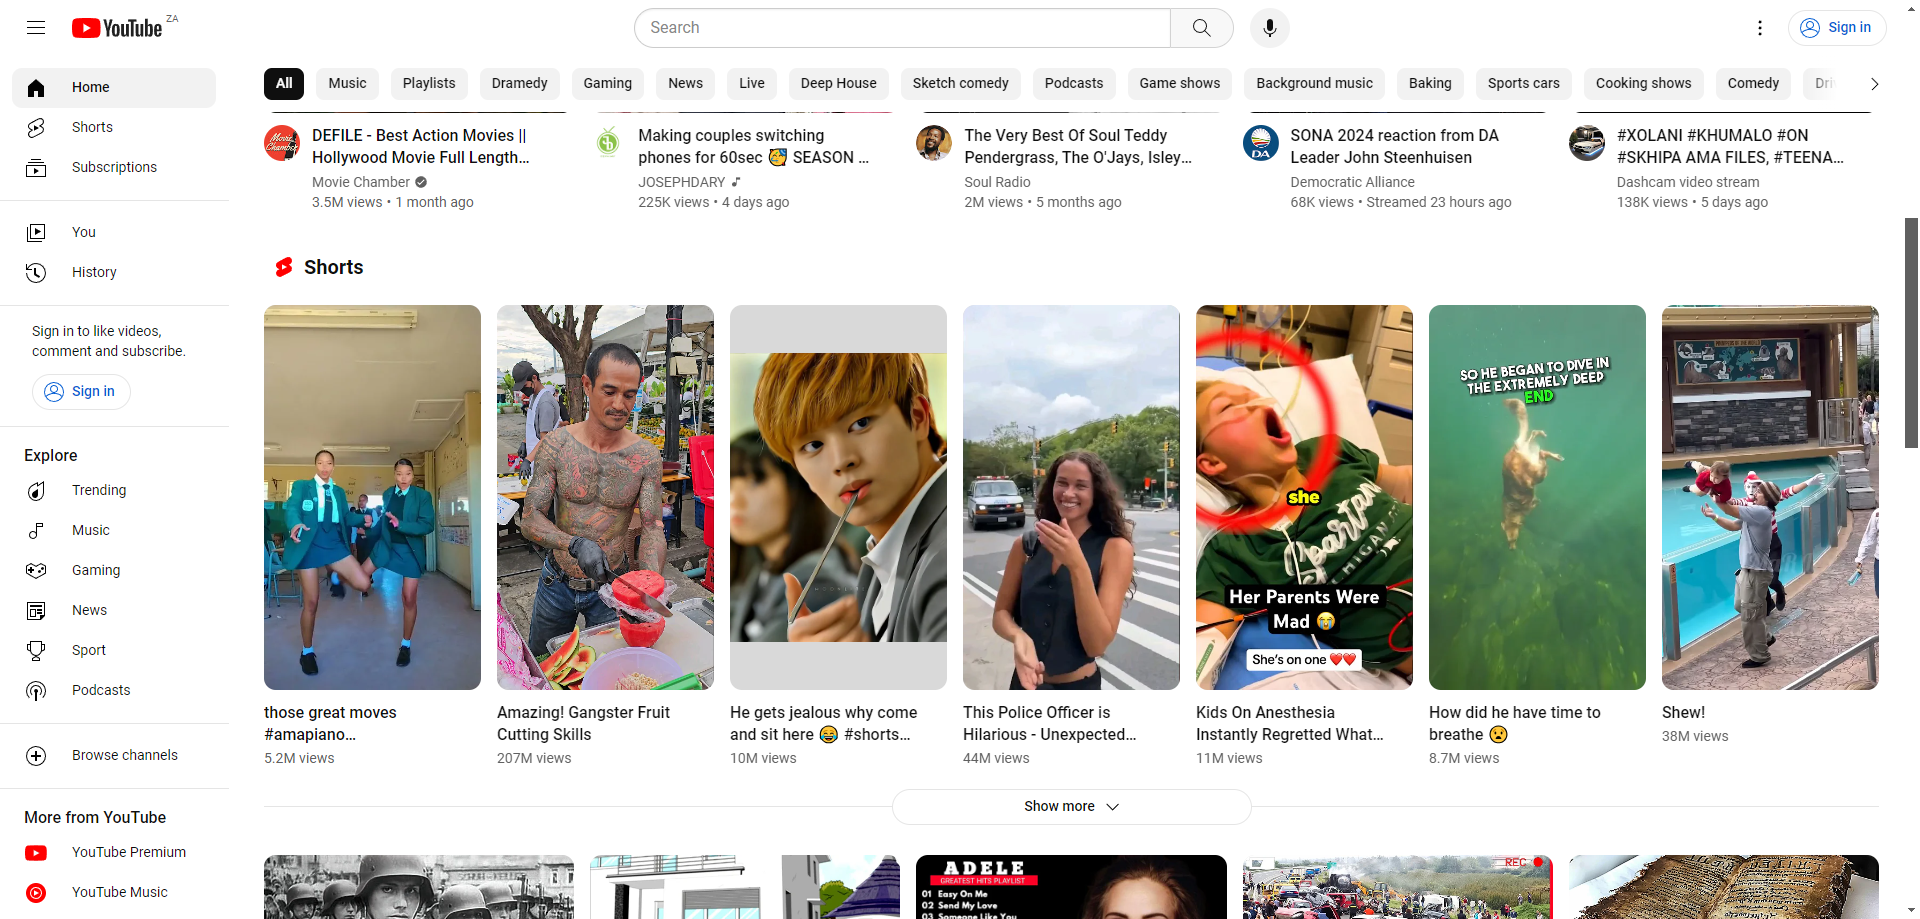 YouTube ZA
Search
Sign in
Home
Shorts
Subscriptions
You
History
Sign in to like videos,
comment and subscribe.
Sign in
Explore
Trending
Music
Gaming
News
Sport
Podcasts
Browse channels
More from YouTube
YouTube Premium
YouTube Music
All Music Playlists Dramedy Gaming News Live Deep House Sketch comedy Podcasts Game shows Background music Baking Sports cars Cooking shows Comedy
DEFILE - Best Action Movies ||
Hollywood Movie Full Length...
Movie Chamber
3.5M views • 1 month ago
Making couples switching
phones for 60sec 🥳 SEASON ...
JOSEPHDARY
225K views • 4 days ago
The Very Best Of Soul Teddy
Pendergrass, The O'Jays, Isley...
Soul Radio
2M views • 5 months ago
DA
SONA 2024 reaction from DA
Leader John Steenhuisen
Democratic Alliance
68K views • Streamed 23 hours ago
#XOLANI #KHUMALO #ON
#SKHIPA AMA FILES, #TEENA...
Dashcam video stream
138K views • 5 days ago
Shorts
those great moves
#amapiano...
5.2M views
Amazing! Gangster Fruit
Cutting Skills
207M views
He gets jealous why come
and sit here 😂 #shorts...
10M views
This Police Officer is
Hilarious - Unexpected...
44M views
she
Her Parents Were
Mad 😭
She's on one ❤️❤️
Kids On Anesthesia
Instantly Regretted What...
11M views
SO HE BEGAN TO DIVE IN
THE EXTREMELY DEEP
END
How did he have time to
breathe 😧
8.7M views
Shew!
38M views
Show more
ADELE
GREATEST HITS PLAYLIST
01 Easy On Me
02 Send My Love
03 Someone Like You
REC